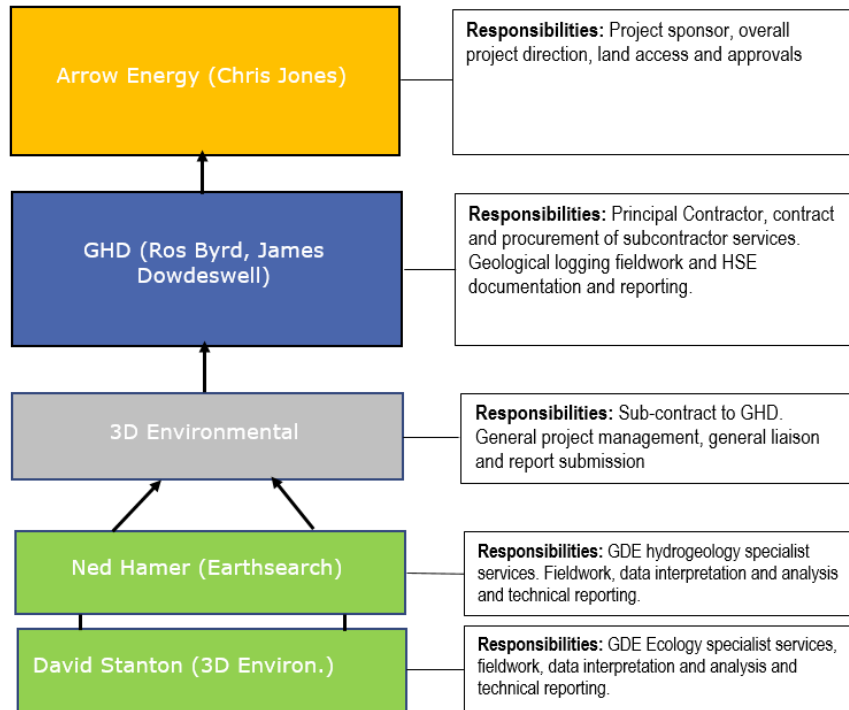 Arrow Energy (Chris Jones)
Responsibilities: Project sponsor, overall
project direction, land access and approvals
GHD (Ros Byrd, James
Dowdeswell)
Responsibilities: Principal Contractor, contract
and procurement of subcontractor services.
Geological logging fieldwork and HSE
documentation and reporting.
3D Environmental
Responsibilities: Sub-contract to GHD.
General project management, general liaison
and report submission
Ned Hamer (Earthsearch)
Responsibilities: GDE hydrogeology specialist
services. Fieldwork, data interpretation and analysis
and technical reporting.
David Stanton (3D Environ.)
Responsibilities: GDE Ecology specialist services,
fieldwork, data interpretation and analysis and
technical reporting.